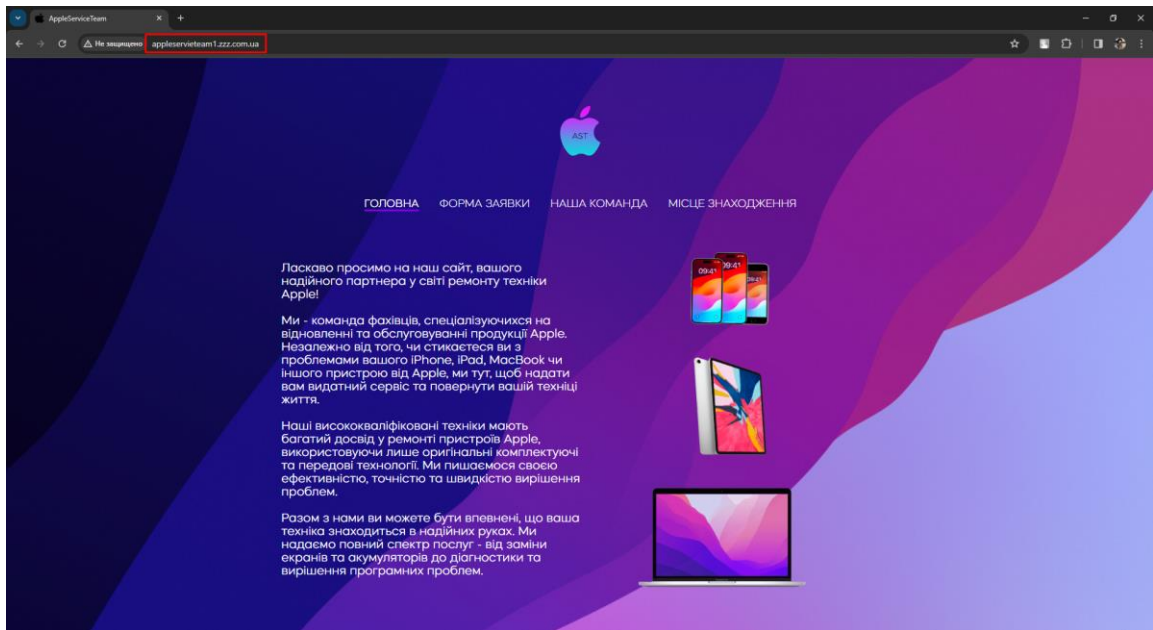 AppleServiceTeam
Не защищено appleservieteam1.zzz.com.ua
AST
ГОЛОВНА ФОРМА ЗАЯВКИ НАША КОМАНДА МІСЦЕ ЗНАХОДЖЕННЯ
Ласкаво просимо на наш сайт, вашого
надійного партнера у світі ремонту техніки
Apple!
Ми - команда фахівців, спеціалізуючихся на
відновленні та обслуговуванні продукції Apple.
Незалежно від того, чи стикаєтеся ви з
проблемами вашого iPhone, iPad, MacBook чи
іншого пристрою від Apple, ми тут, щоб надати
вам видатний сервіс та повернути вашій техніці
життя.
Наші висококваліфіковані техніки мають
багатий досвід у ремонті пристроїв Apple,
використовуючи лише оригінальні комплектуючі
та передові технології. Ми пишаємося своєю
ефективністю, точністю та швидкістю вирішення
проблем.
Разом з нами ви можете бути впевнені, що ваша
техніка знаходиться в надійних руках. Ми
надаємо повний спектр послуг - від заміни
екранів та акумуляторів до діагностики та
вирішення програмних проблем.
09:41 09:41 09:41